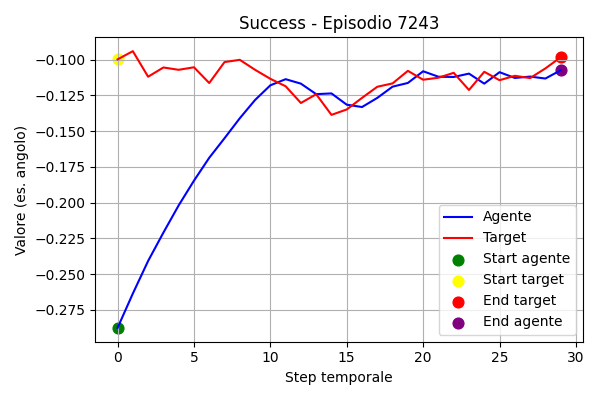 Success - Episodio 7243
Valore (es. angolo)
−0.100
−0.125
−0.150
−0.175
−0.200
−0.225
−0.250
−0.275
Agente
Target
Start agente
Start target
End target
End agente
0 5 10 15 20 25 30
Step temporale